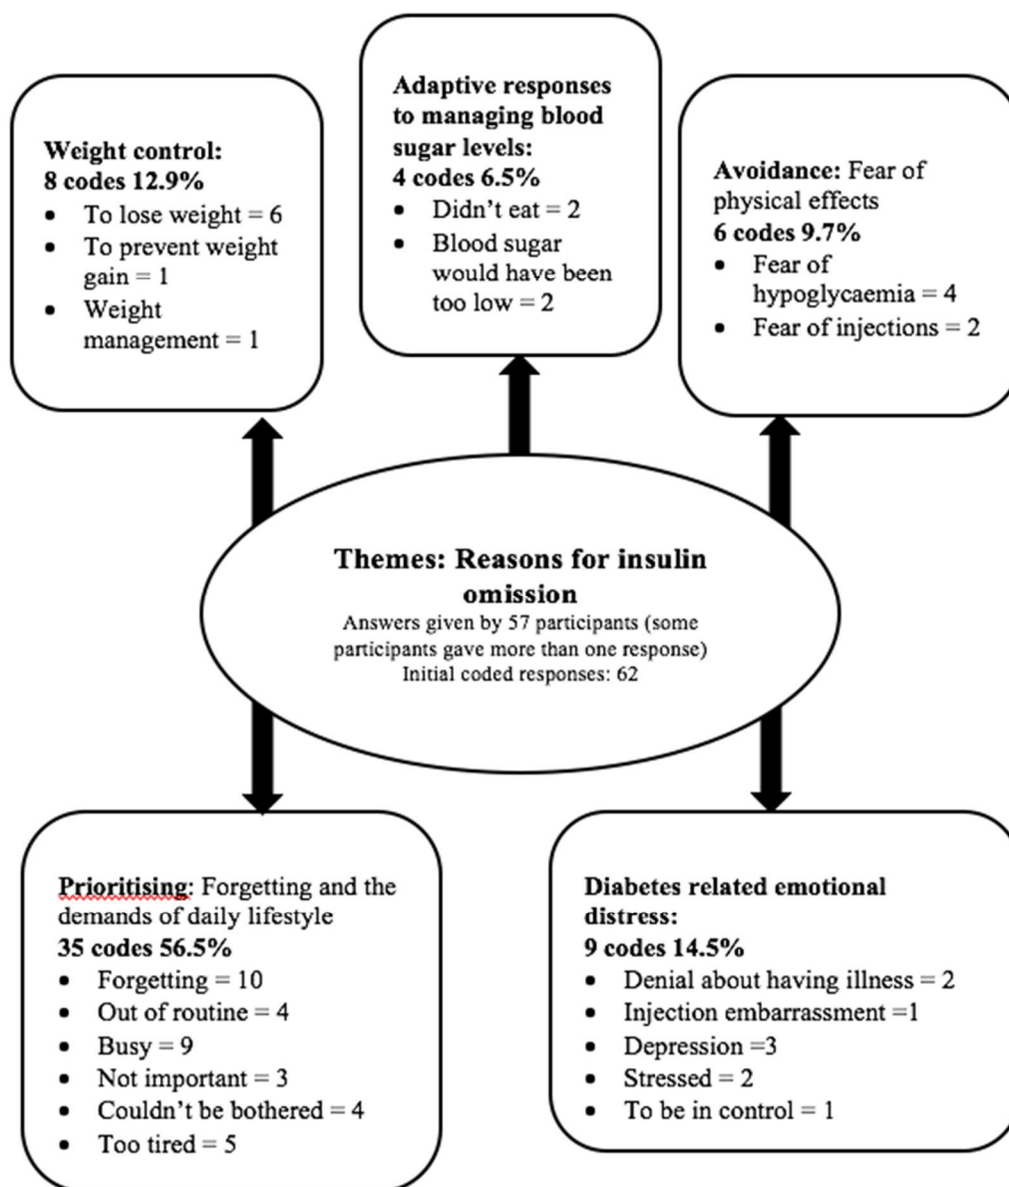 Weight control:
8 codes 12.9%
• To lose weight = 6
• To prevent weight
gain = 1
• Weight
management = 1
Adaptive responses
to managing blood
sugar levels:
4 codes 6.5%
• Didn’t eat = 2
• Blood sugar
would have been
too low = 2
Avoidance: Fear of
physical effects
6 codes 9.7%
• Fear of
hypoglycaemia = 4
• Fear of injections = 2
Themes: Reasons for insulin
omission
Answers given by 57 participants (some
participants gave more than one response)
Initial coded responses: 62
Prioritising: Forgetting and the
demands of daily lifestyle
35 codes 56.5%
• Forgetting = 10
• Out of routine = 4
• Busy = 9
• Not important = 3
• Couldn’t be bothered = 4
• Too tired = 5
Diabetes related emotional
distress:
9 codes 14.5%
• Denial about having illness = 2
• Injection embarrassment =1
• Depression =3
• Stressed = 2
• To be in control = 1